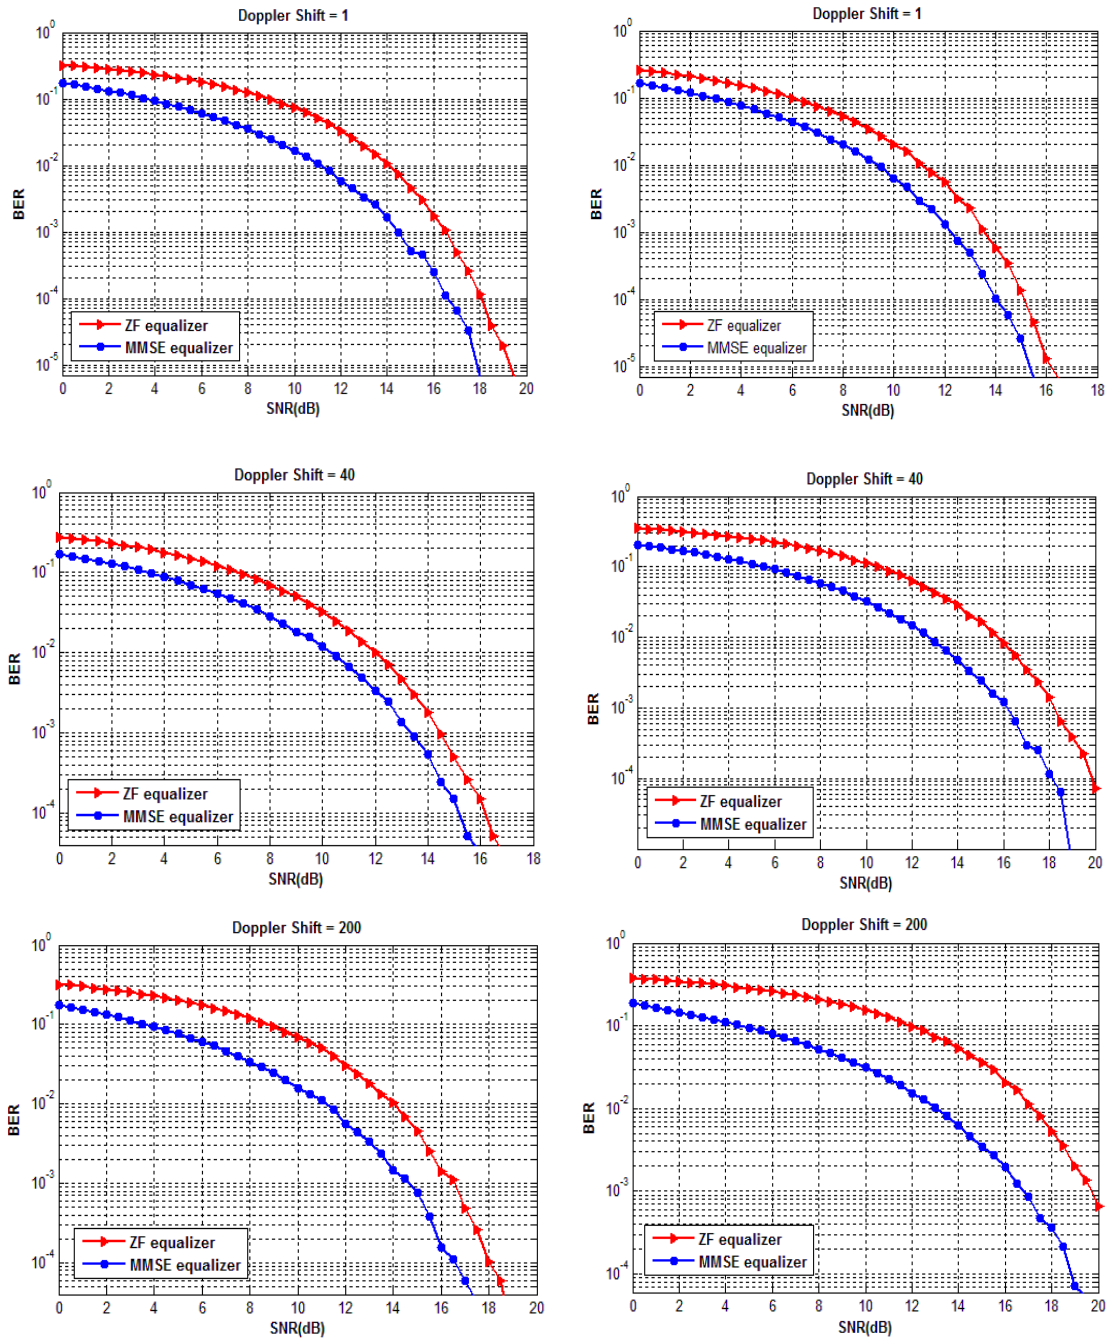 Doppler Shift = 1
10^0
10^-1
10^-2
10^-3
10^-4
10^-5
BER
ZF equalizer
MMSE equalizer
0 2 4 6 8 10 12 14 16 18 20
SNR(dB)
Doppler Shift = 1
10^0
10^-1
10^-2
10^-3
10^-4
10^-5
BER
ZF equalizer
MMSE equalizer
0 2 4 6 8 10 12 14 16 18
SNR(dB)
Doppler Shift = 40
10^0
10^-1
10^-2
10^-3
10^-4
BER
ZF equalizer
MMSE equalizer
0 2 4 6 8 10 12 14 16 18
SNR(dB)
Doppler Shift = 40
10^0
10^-1
10^-2
10^-3
10^-4
BER
ZF equalizer
MMSE equalizer
0 2 4 6 8 10 12 14 16 18 20
SNR(dB)
Doppler Shift = 200
10^0
10^-1
10^-2
10^-3
10^-4
BER
ZF equalizer
MMSE equalizer
0 2 4 6 8 10 12 14 16 18 20
SNR(dB)
Doppler Shift = 200
10^0
10^-1
10^-2
10^-3
10^-4
BER
ZF equalizer
MMSE equalizer
0 2 4 6 8 10 12 14 16 18 20
SNR(dB)